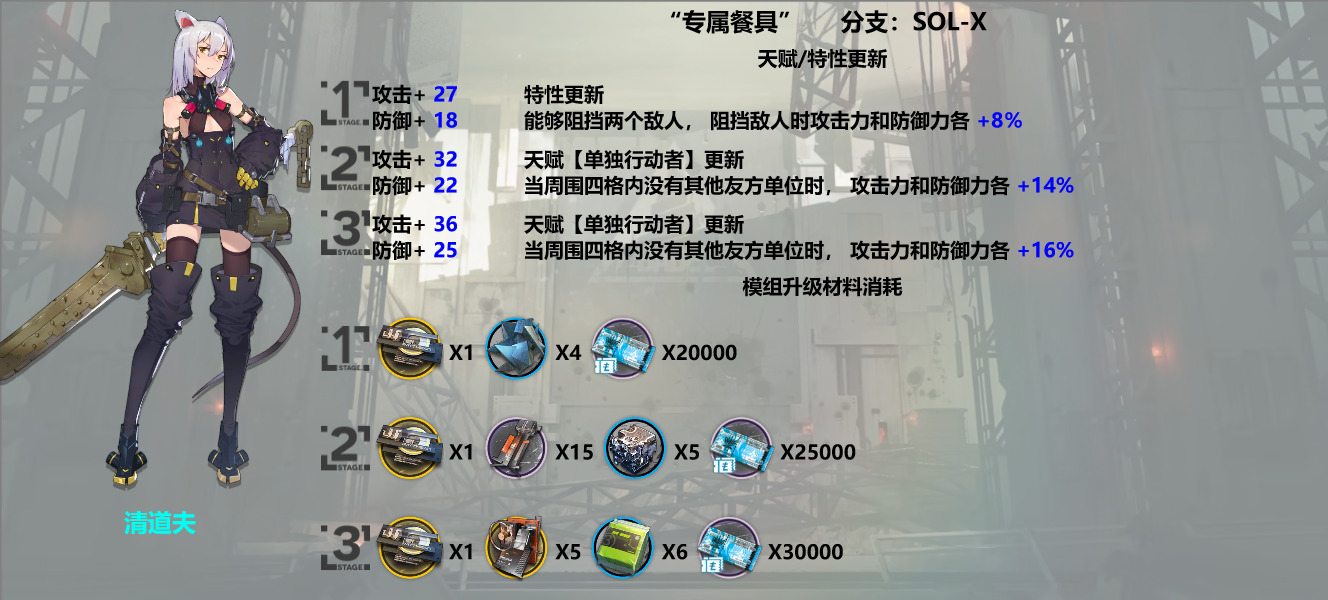 “专属餐具” 分支：SOL-X
天赋/特性更新
1 STAGE. 攻击+ 27 特性更新
防御+ 18 能够阻挡两个敌人， 阻挡敌人时攻击力和防御力各 +8%
2 STAGE. 攻击+ 32 天赋【单独行动者】更新
防御+ 22 当周围四格内没有其他友方单位时， 攻击力和防御力各 +14%
3 STAGE. 攻击+ 36 天赋【单独行动者】更新
防御+ 25 当周围四格内没有其他友方单位时， 攻击力和防御力各 +16%
模组升级材料消耗
1 STAGE. X1 X4 X20000
2 STAGE. X1 X15 X5 X25000
清道夫
3 STAGE. X1 X5 X6 X30000